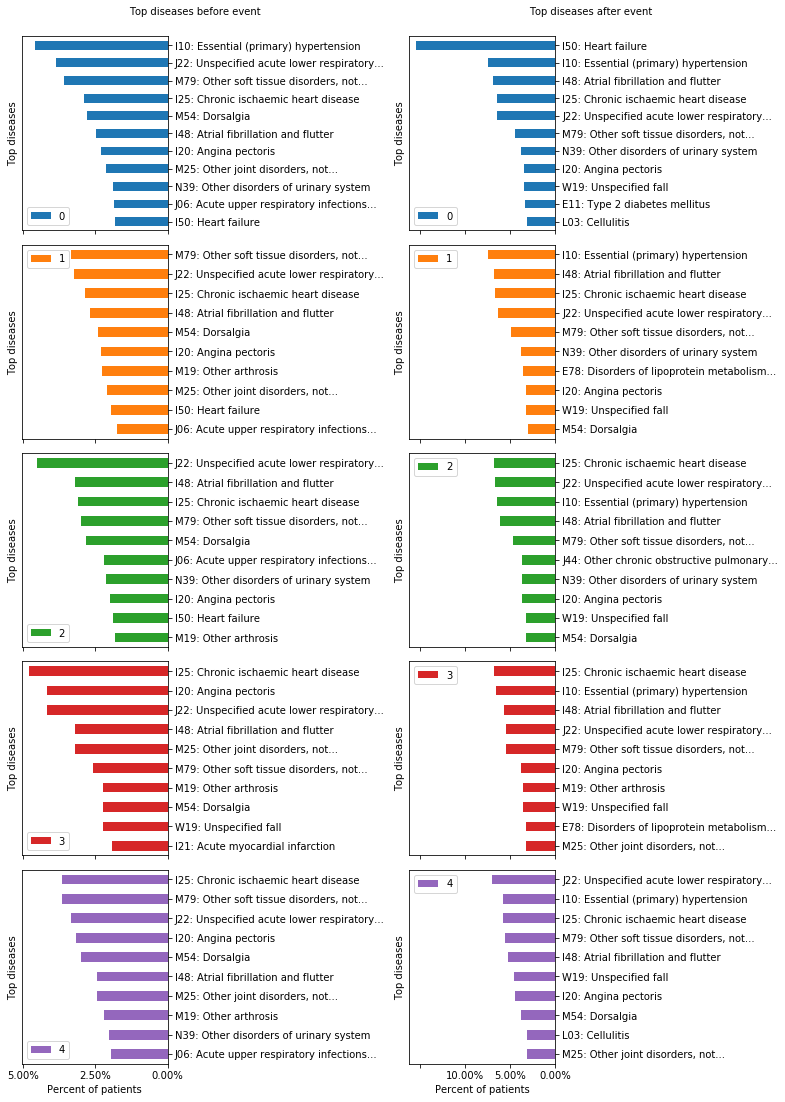 Top diseases before event
Top diseases
I10: Essential (primary) hypertension
J22: Unspecified acute lower respiratory...
M79: Other soft tissue disorders, not...
I25: Chronic ischaemic heart disease
M54: Dorsalgia
I48: Atrial fibrillation and flutter
I20: Angina pectoris
M25: Other joint disorders, not...
N39: Other disorders of urinary system
J06: Acute upper respiratory infections...
I50: Heart failure
0
Top diseases after event
Top diseases
I50: Heart failure
I10: Essential (primary) hypertension
I48: Atrial fibrillation and flutter
I25: Chronic ischaemic heart disease
J22: Unspecified acute lower respiratory...
M79: Other soft tissue disorders, not...
N39: Other disorders of urinary system
I20: Angina pectoris
W19: Unspecified fall
E11: Type 2 diabetes mellitus
L03: Cellulitis
0
Top diseases
1
M79: Other soft tissue disorders, not...
J22: Unspecified acute lower respiratory...
I25: Chronic ischaemic heart disease
I48: Atrial fibrillation and flutter
M54: Dorsalgia
I20: Angina pectoris
M19: Other arthrosis
M25: Other joint disorders, not...
I50: Heart failure
J06: Acute upper respiratory infections...
Top diseases
1
I10: Essential (primary) hypertension
I48: Atrial fibrillation and flutter
I25: Chronic ischaemic heart disease
J22: Unspecified acute lower respiratory...
M79: Other soft tissue disorders, not...
N39: Other disorders of urinary system
E78: Disorders of lipoprotein metabolism...
I20: Angina pectoris
W19: Unspecified fall
M54: Dorsalgia
Top diseases
J22: Unspecified acute lower respiratory...
I48: Atrial fibrillation and flutter
I25: Chronic ischaemic heart disease
M79: Other soft tissue disorders, not...
M54: Dorsalgia
J06: Acute upper respiratory infections...
N39: Other disorders of urinary system
I20: Angina pectoris
I50: Heart failure
M19: Other arthrosis
2
Top diseases
2
I25: Chronic ischaemic heart disease
J22: Unspecified acute lower respiratory...
I10: Essential (primary) hypertension
I48: Atrial fibrillation and flutter
M79: Other soft tissue disorders, not...
J44: Other chronic obstructive pulmonary...
N39: Other disorders of urinary system
I20: Angina pectoris
W19: Unspecified fall
M54: Dorsalgia
Top diseases
I25: Chronic ischaemic heart disease
I20: Angina pectoris
J22: Unspecified acute lower respiratory...
I48: Atrial fibrillation and flutter
M25: Other joint disorders, not...
M79: Other soft tissue disorders, not...
M19: Other arthrosis
M54: Dorsalgia
W19: Unspecified fall
I21: Acute myocardial infarction
3
Top diseases
3
I25: Chronic ischaemic heart disease
I10: Essential (primary) hypertension
I48: Atrial fibrillation and flutter
J22: Unspecified acute lower respiratory...
M79: Other soft tissue disorders, not...
I20: Angina pectoris
M19: Other arthrosis
W19: Unspecified fall
E78: Disorders of lipoprotein metabolism...
M25: Other joint disorders, not...
Top diseases
I25: Chronic ischaemic heart disease
M79: Other soft tissue disorders, not...
J22: Unspecified acute lower respiratory...
I20: Angina pectoris
M54: Dorsalgia
I48: Atrial fibrillation and flutter
M25: Other joint disorders, not...
M19: Other arthrosis
N39: Other disorders of urinary system
J06: Acute upper respiratory infections...
4
5.00% 2.50% 0.00%
Percent of patients
Top diseases
4
J22: Unspecified acute lower respiratory...
I10: Essential (primary) hypertension
I25: Chronic ischaemic heart disease
M79: Other soft tissue disorders, not...
I48: Atrial fibrillation and flutter
W19: Unspecified fall
I20: Angina pectoris
M54: Dorsalgia
L03: Cellulitis
M25: Other joint disorders, not...
10.00% 5.00% 0.00%
Percent of patients